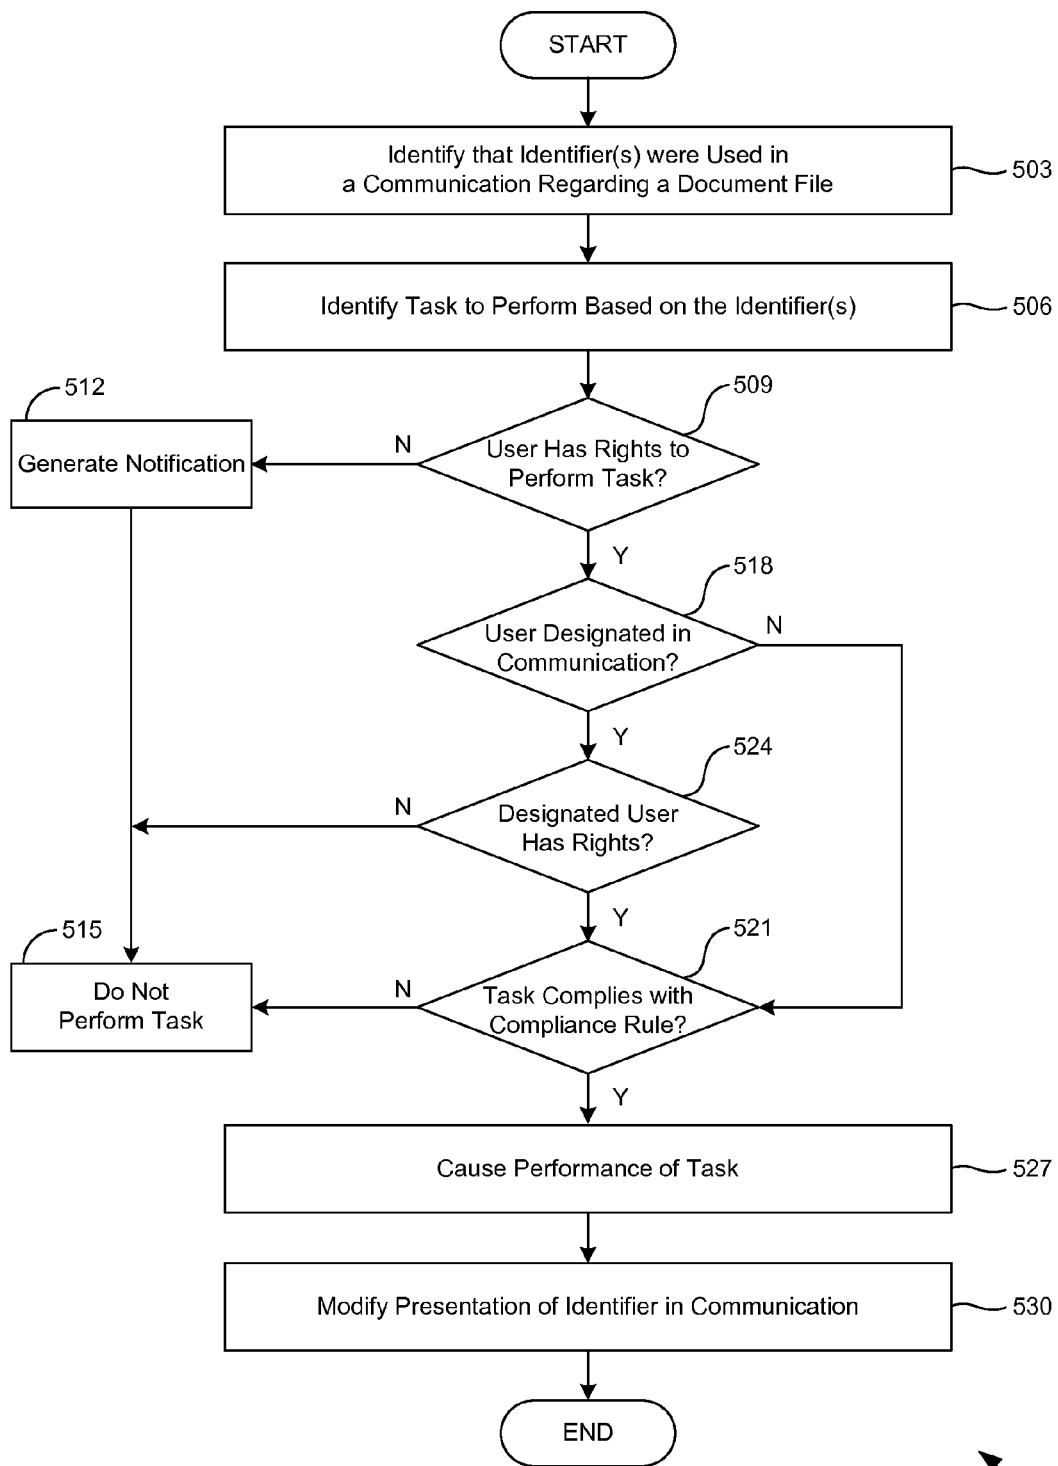 START
Identify that Identifier(s) were Used in
a Communication Regarding a Document File
503
Identify Task to Perform Based on the Identifier(s)
506
512
509
Generate Notification
N
User Has Rights to
Perform Task?
Y
518
User Designated in
Communication?
N
Y
524
N
Designated User
Has Rights?
Y
515
521
Do Not
Perform Task
N
Task Complies with
Compliance Rule?
Y
Cause Performance of Task
527
Modify Presentation of Identifier in Communication
530
END